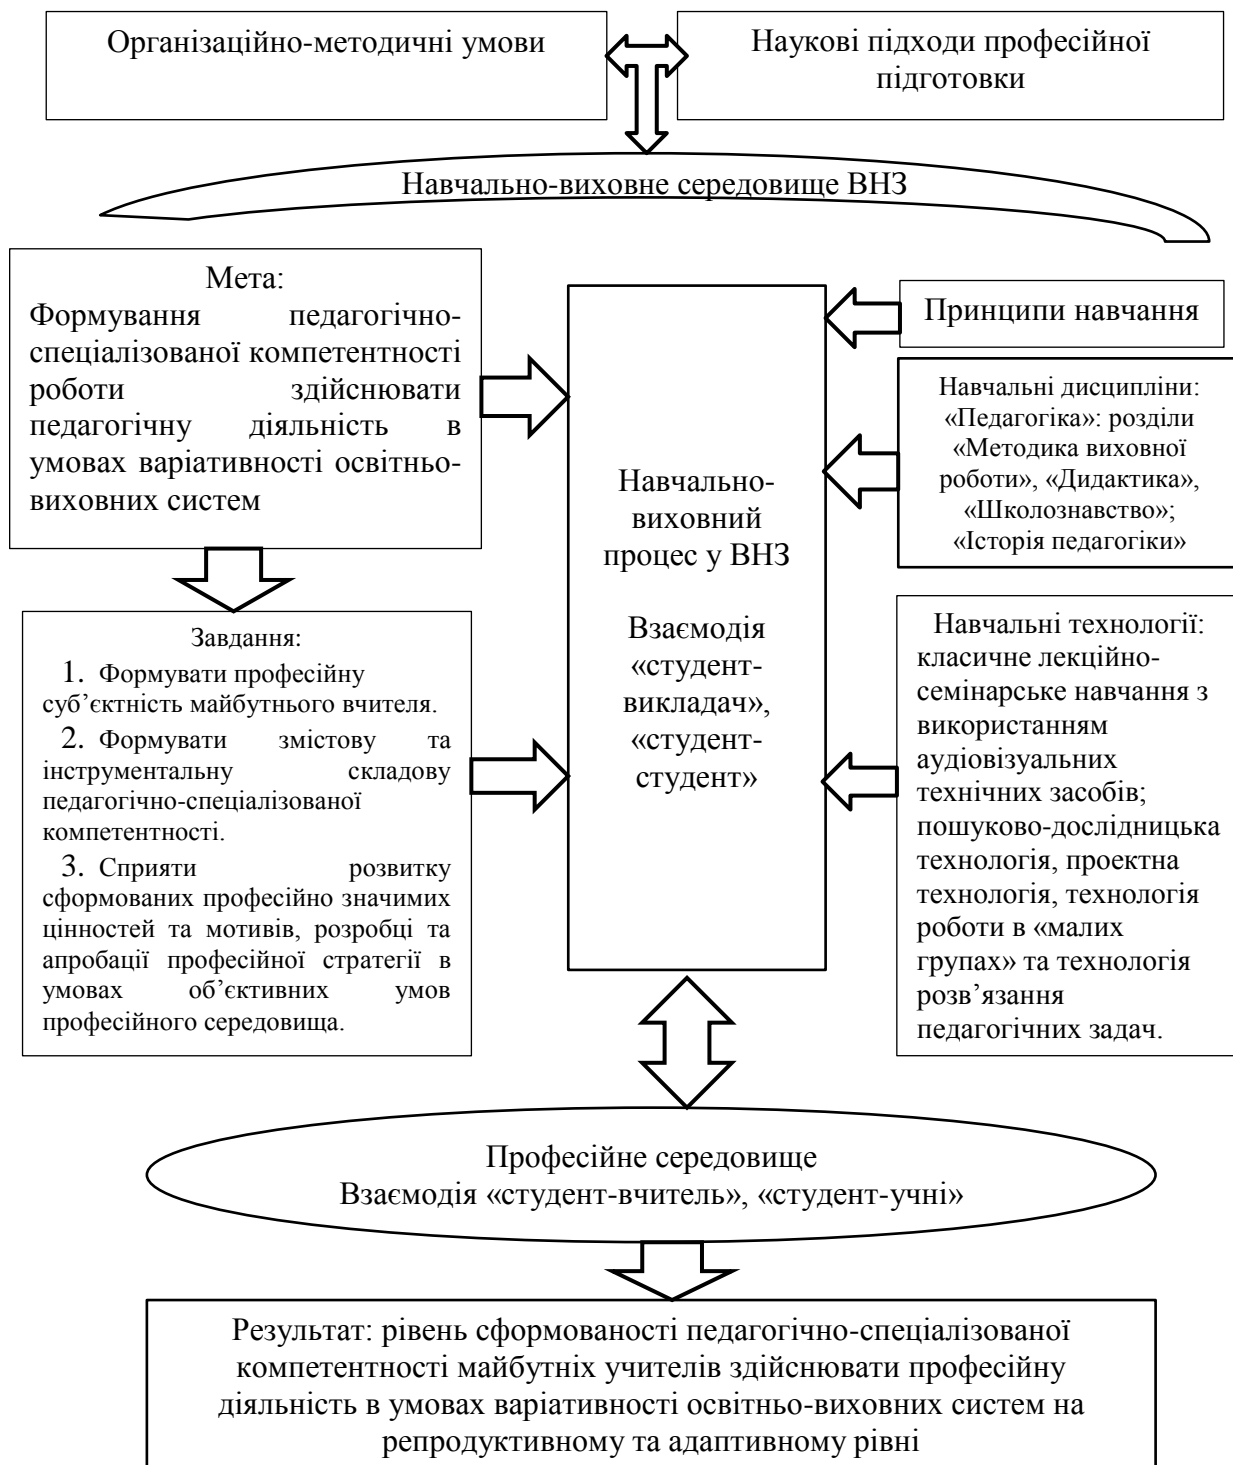 Організаційно-методичні умови
Наукові підходи професійної
підготовки
Навчально-виховне середовище ВНЗ
Мета:
Формування педагогічно-
спеціалізованої компетентності
роботи здійснювати
педагогічну діяльність в
умовах варіативності освітньо-
виховних систем
Завдання:
1. Формувати професійну
суб’єктність майбутнього вчителя.
2. Формувати змістову та
інструментальну складову
педагогічно-спеціалізованої
компетентності.
3. Сприяти розвитку
сформованих професійно значимих
цінностей та мотивів, розробці та
апробації професійної стратегії в
умовах об’єктивних умов
професійного середовища.
Навчально-
виховний
процес у ВНЗ
Взаємодія
«студент-
викладач»,
«студент-
студент»
Принципи навчання
Навчальні дисципліни:
«Педагогіка»: розділи
«Методика виховної
роботи», «Дидактика»,
«Школознавство»;
«Історія педагогіки»
Навчальні технології:
класичне лекційно-
семінарське навчання з
використанням
аудіовізуальних
технічних засобів;
пошуково-дослідницька
технологія, проектна
технологія, технологія
роботи в «малих
групах» та технологія
розв’язання
педагогічних задач.
Професійне середовище
Взаємодія «студент-вчитель», «студент-учні»
Результат: рівень сформованості педагогічно-спеціалізованої
компетентності майбутніх учителів здійснювати професійну
діяльність в умовах варіативності освітньо-виховних систем на
репродуктивному та адаптивному рівні